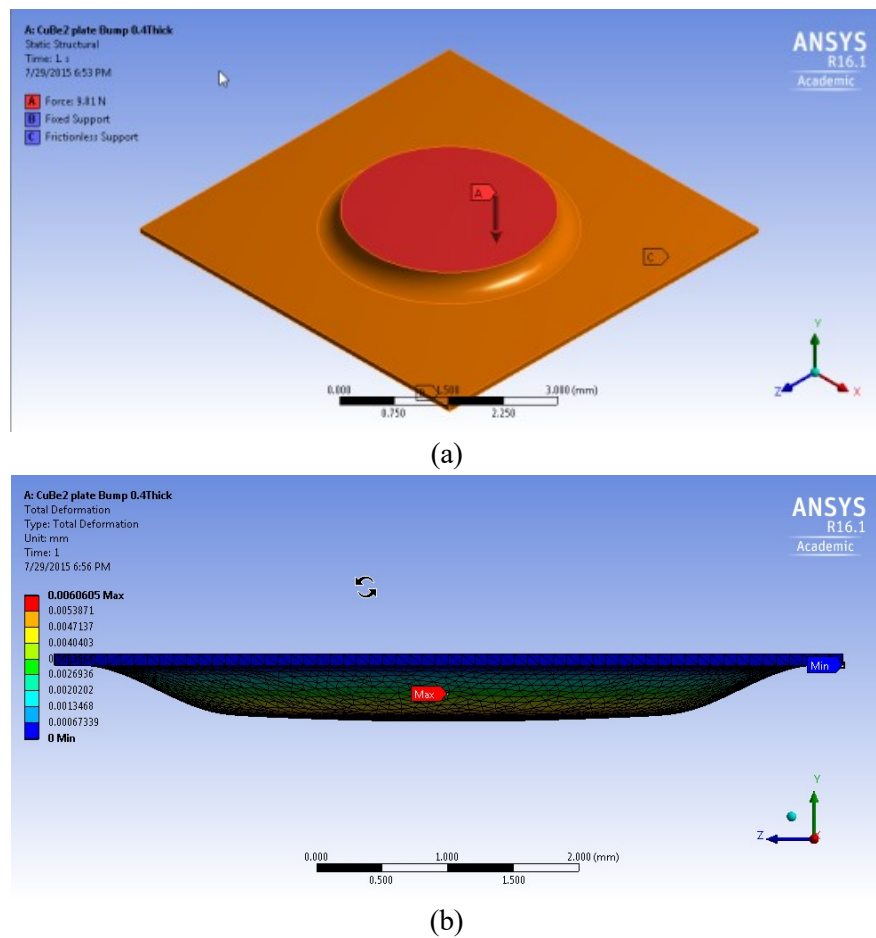 A: CuBe2 plate Bump 0.4Thick
Static Structural
Time: 1. s
7/29/2015 6:53 PM
A Force: 9.81 N
B Fixed Support
C Frictionless Support
ANSYS
R16.1
Academic
A
C
0.000 1.500 3.000 (mm)
0.750 2.250
Y
Z X
(a)
A: CuBe2 plate Bump 0.4Thick
Total Deformation
Type: Total Deformation
Unit: mm
Time: 1
7/29/2015 6:56 PM
ANSYS
R16.1
Academic
0.0060605 Max
0.0053871
0.0047137
0.0040403
0.0026936
0.0020202
0.0013468
0.00067339
0 Min
Max
Min
Y
Z
0.000 1.000 2.000 (mm)
0.500 1.500
(b)